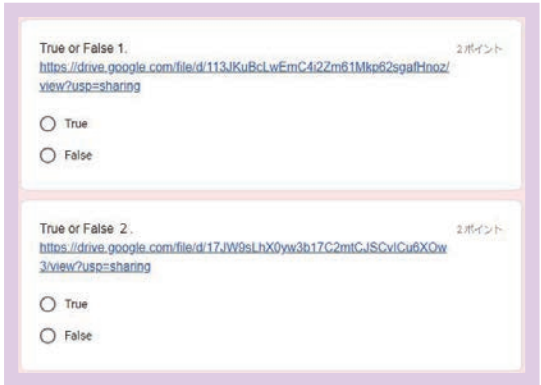 True or False 1.
2ポイント
https://drive.google.com/file/d/113JKuBcLwEmC4i2Zm61Mkp62sgafHnoz/
view?usp=sharing
True
False
True or False 2.
2ポイント
https://drive.google.com/file/d/17JW9sLhX0yw3b17C2mtCJSCvlCu6XOw
3/view?usp=sharing
True
False